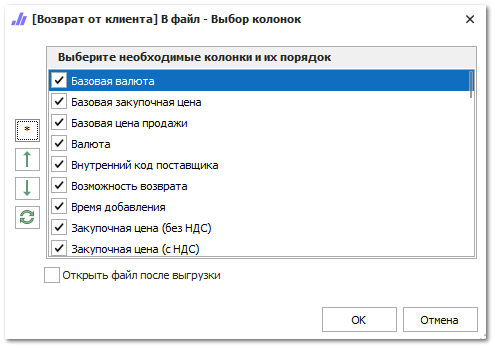 [Возврат от клиента] В файл - Выбор колонок
Выберите необходимые колонки и их порядок
Базовая валюта
Базовая закупочная цена
Базовая цена продажи
Валюта
Внутренний код поставщика
Возможность возврата
Время добавления
Закупочная цена (без НДС)
Закупочная цена (с НДС)
*
Открыть файл после выгрузки
OK
Отмена